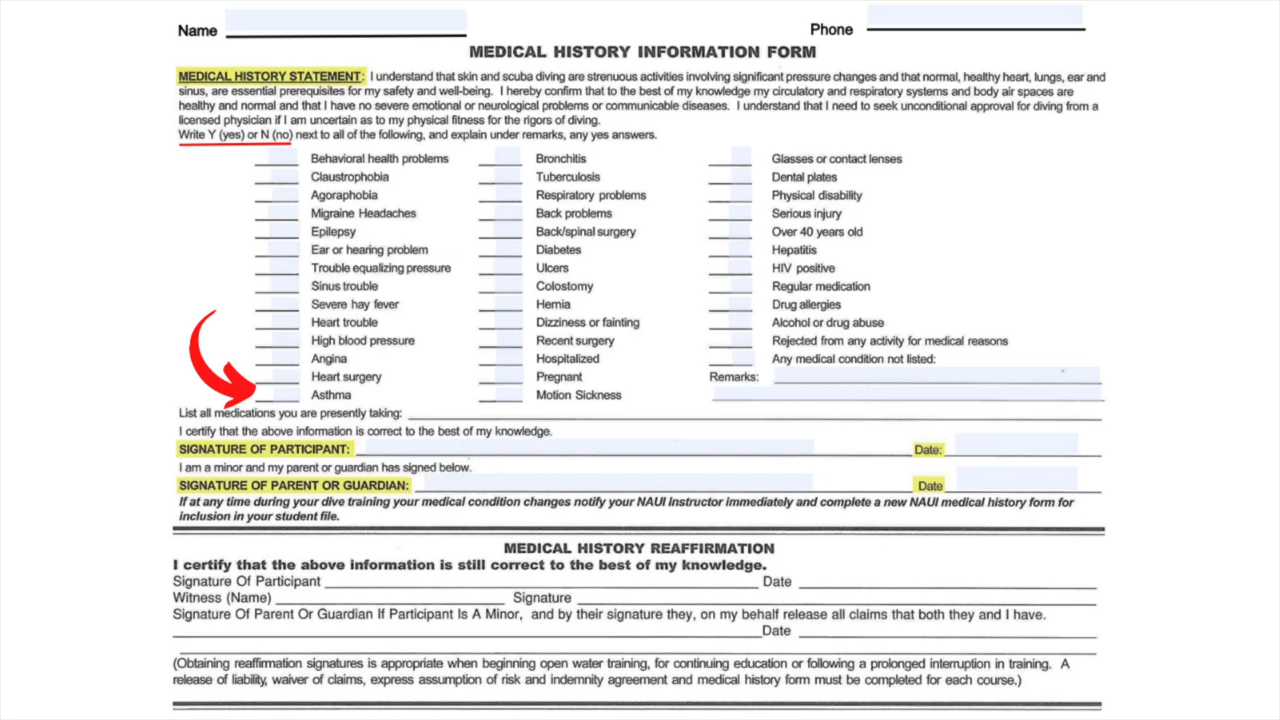 Name Phone
MEDICAL HISTORY INFORMATION FORM
MEDICAL HISTORY STATEMENT: I understand that skin and scuba diving are strenuous activities involving significant pressure changes and that normal, healthy heart, lungs, ear and
sinus, are essential prerequisites for my safety and well-being. I hereby confirm that to the best of my knowledge my circulatory and respiratory systems and body air spaces are
healthy and normal and that I have no severe emotional or neurological problems or communicable diseases. I understand that I need to seek unconditional approval for diving from a
licensed physician if I am uncertain as to my physical fitness for the rigors of diving.
Write Y (yes) or N (no) next to all of the following, and explain under remarks, any yes answers.
Behavioral health problems
Claustrophobia
Agoraphobia
Migraine Headaches
Epilepsy
Ear or hearing problem
Trouble equalizing pressure
Sinus trouble
Severe hay fever
Heart trouble
High blood pressure
Angina
Heart surgery
Asthma
Bronchitis
Tuberculosis
Respiratory problems
Back problems
Back/spinal surgery
Diabetes
Ulcers
Colostomy
Hernia
Dizziness or fainting
Recent surgery
Hospitalized
Pregnant
Motion Sickness
Glasses or contact lenses
Dental plates
Physical disability
Serious injury
Over 40 years old
Hepatitis
HIV positive
Regular medication
Drug allergies
Alcohol or drug abuse
Rejected from any activity for medical reasons
Any medical condition not listed:
Remarks:
List all medications you are presently taking:
I certify that the above information is correct to the best of my knowledge.
SIGNATURE OF PARTICIPANT: Date:
I am a minor and my parent or guardian has signed below.
SIGNATURE OF PARENT OR GUARDIAN: Date
If at any time during your dive training your medical condition changes notify your NAUI Instructor immediately and complete a new NAUI medical history form for
inclusion in your student file.
MEDICAL HISTORY REAFFIRMATION
I certify that the above information is still correct to the best of my knowledge.
Signature Of Participant Date
Witness (Name) Signature
Signature Of Parent Or Guardian If Participant Is A Minor, and by their signature they, on my behalf release all claims that both they and I have.
Date
(Obtaining reaffirmation signatures is appropriate when beginning open water training, for continuing education or following a prolonged interruption in training. A
release of liability, waiver of claims, express assumption of risk and indemnity agreement and medical history form must be completed for each course.)